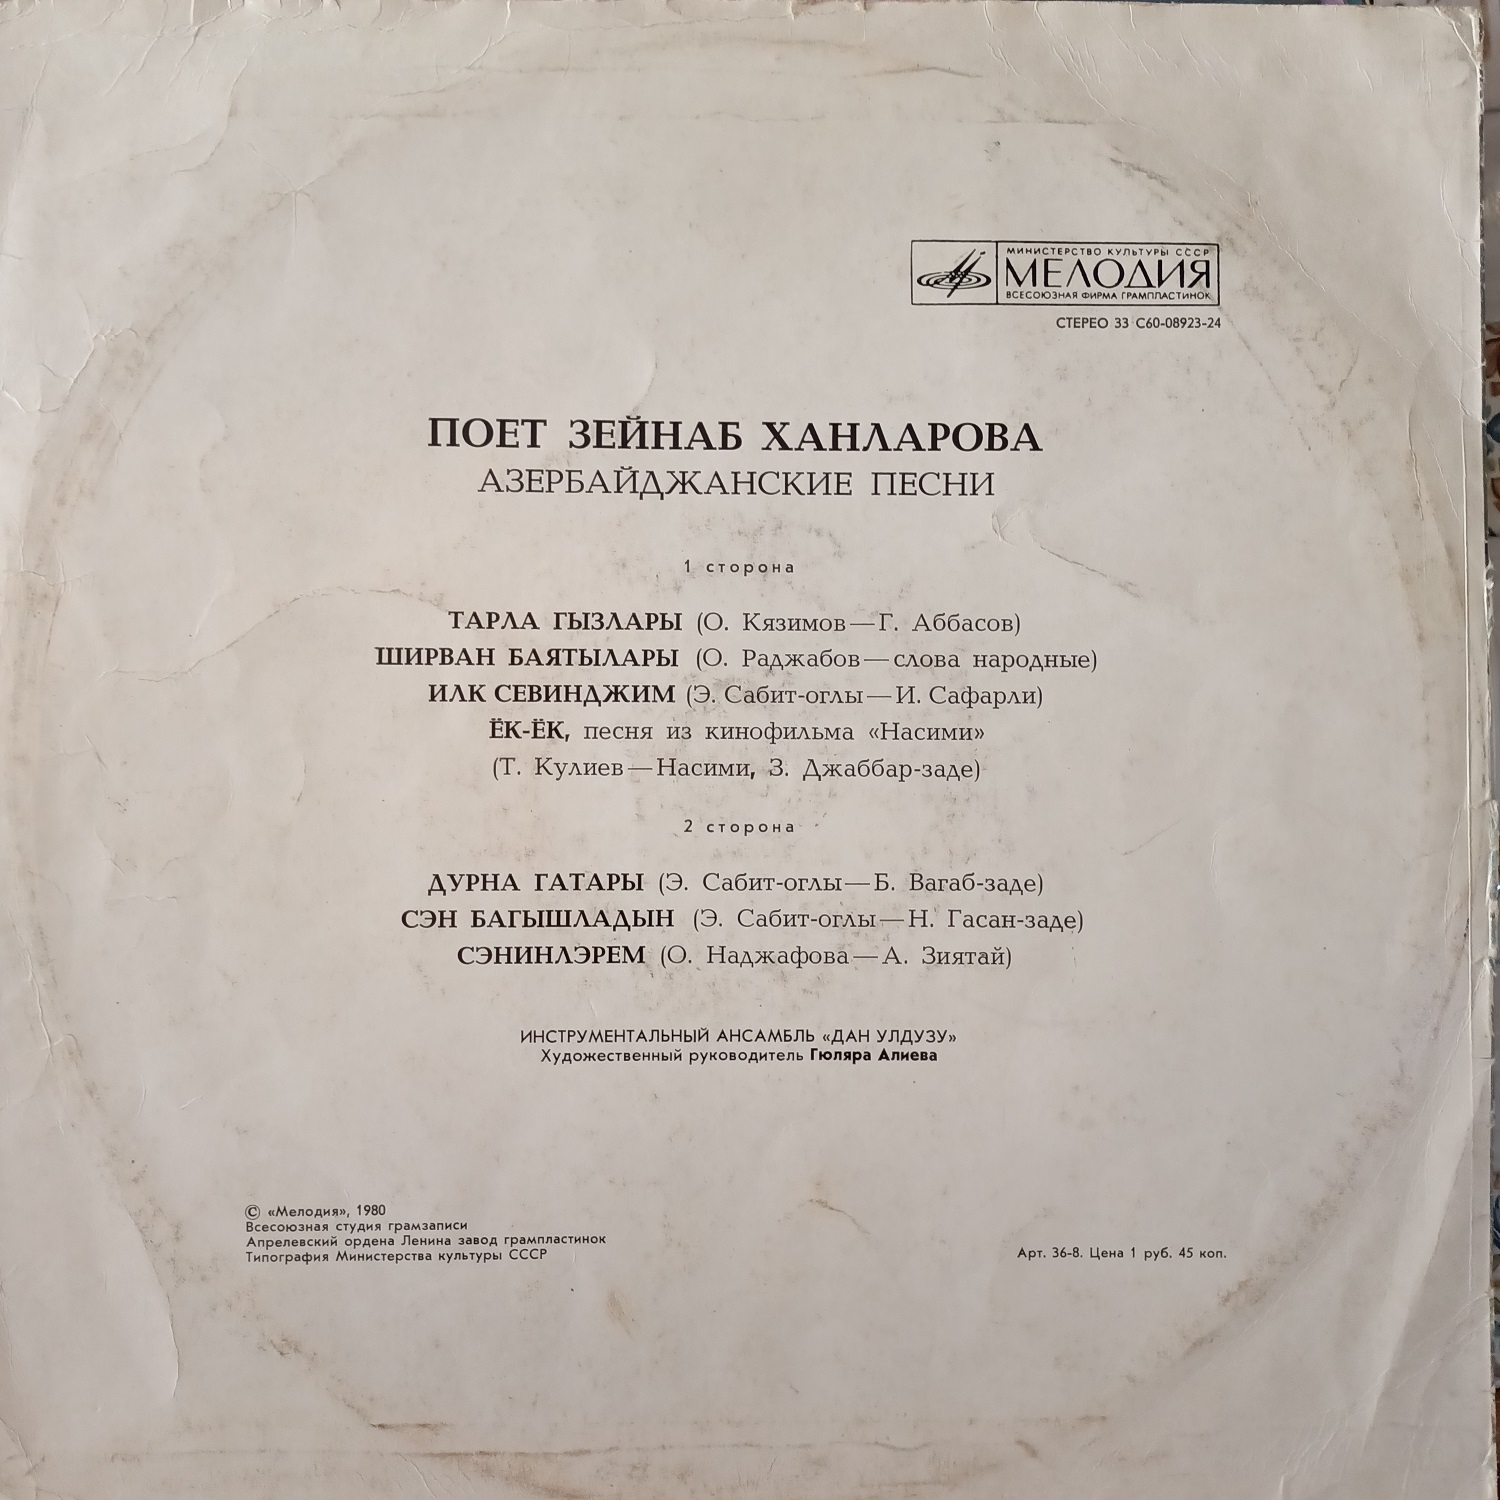 МИНИСТЕРСТВО КУЛЬТУРЫ СССР
МЕЛОДИЯ
ВСЕСОЮЗНАЯ ФИРМА ГРАМПЛАСТИНОК
СТЕРЕО 33 С60-08923-24
ПОЕТ ЗЕЙНАБ ХАНЛАРОВА
АЗЕРБАЙДЖАНСКИЕ ПЕСНИ
1 сторона
ТАРЛА ГЫЗЛАРЫ (О. Кязимов — Г. Аббасов)
ШИРВАН БАЯТЫЛАРЫ (О. Раджабов — слова народные)
ИЛК СЕВИНДЖИМ (Э. Сабит-оглы — И. Сафарли)
ЁК-ЁК, песня из кинофильма «Насими»
(Т. Кулиев — Насими, З. Джаббар-заде)
2 сторона
ДУРНА ГАТАРЫ (Э. Сабит-оглы — Б. Вагаб-заде)
СЭН БАГЫШЛАДЫН (Э. Сабит-оглы — Н. Гасан-заде)
СЭНИНЛЭРЕМ (О. Наджафова — А. Зиятай)
ИНСТРУМЕНТАЛЬНЫЙ АНСАМБЛЬ «ДАН УЛДУЗУ»
Художественный руководитель Гюляра Алиева
© «Мелодия», 1980
Всесоюзная студия грамзаписи
Апрелевский ордена Ленина завод грампластинок
Типография Министерства культуры СССР
Арт. 36-8. Цена 1 руб. 45 коп.